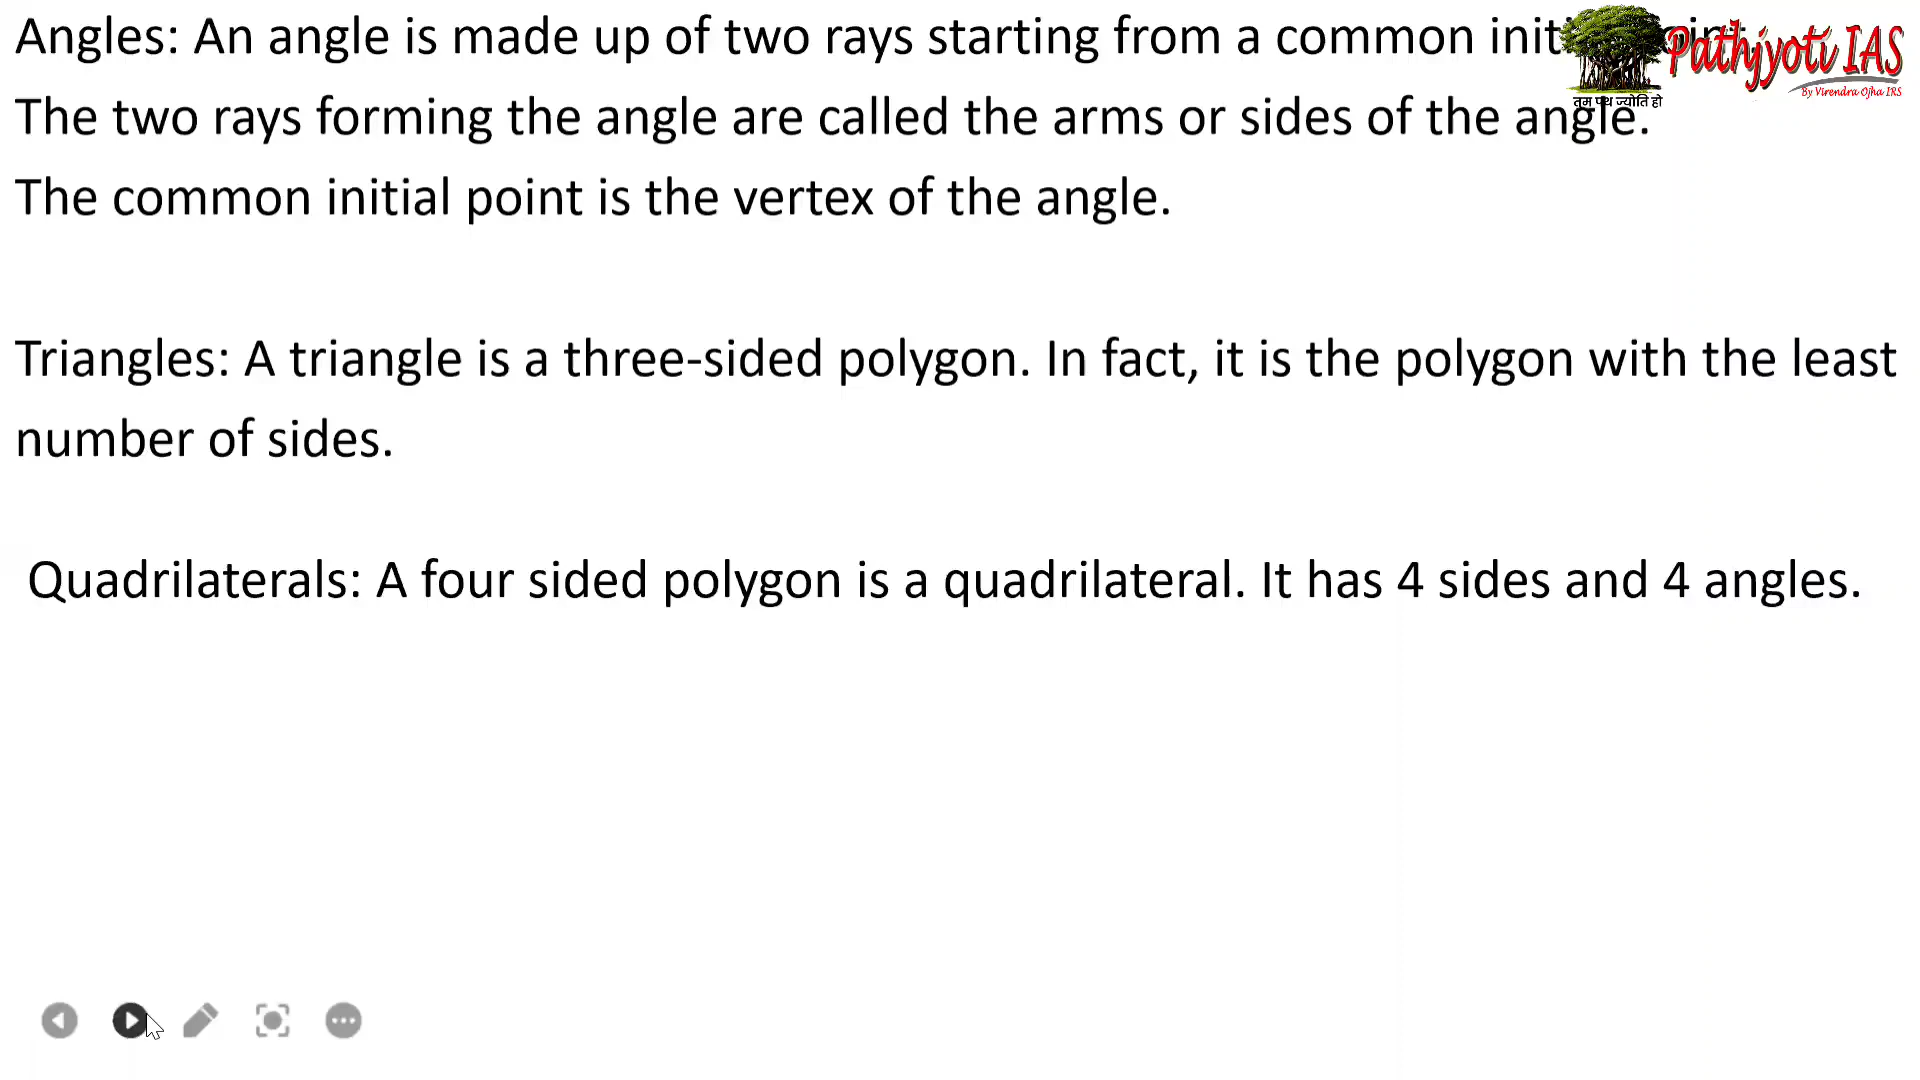 Angles: An angle is made up of two rays starting from a common initial point.
The two rays forming the angle are called the arms or sides of the angle.
The common initial point is the vertex of the angle.
Triangles: A triangle is a three-sided polygon. In fact, it is the polygon with the least
number of sides.
Quadrilaterals: A four sided polygon is a quadrilateral. It has 4 sides and 4 angles.
Pathjyoti IAS
By Virendra Ojha IRS
तम पथ ज्योति हो